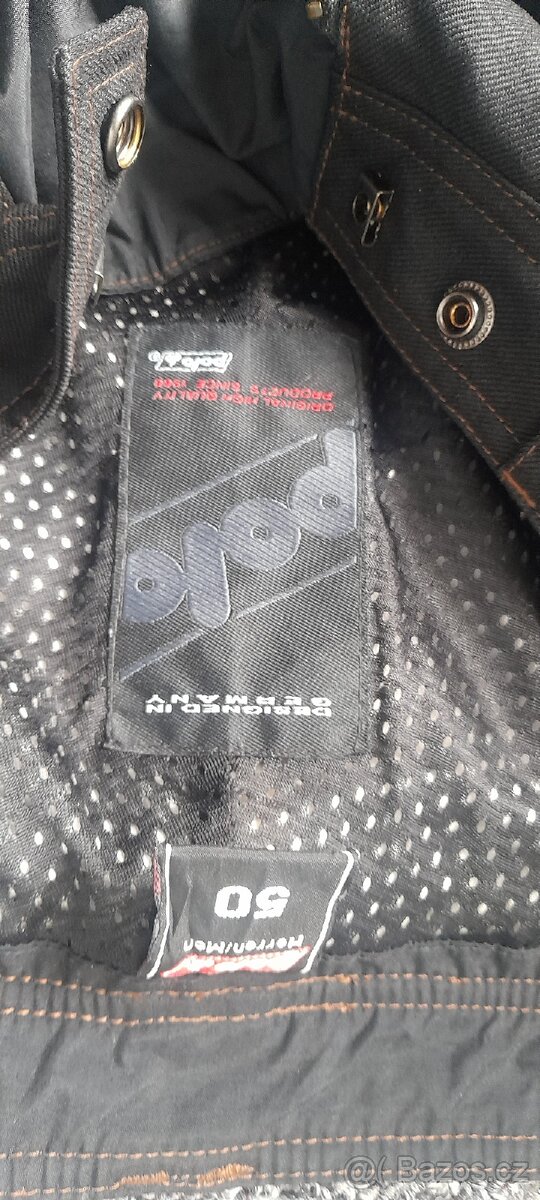 Herren/Men
50
DESIGNED IN
GERMANY
polo
ORIGINAL HIGH QUALITY
PRODUCTS SINCE 1980
polo
@ Bazos.cz